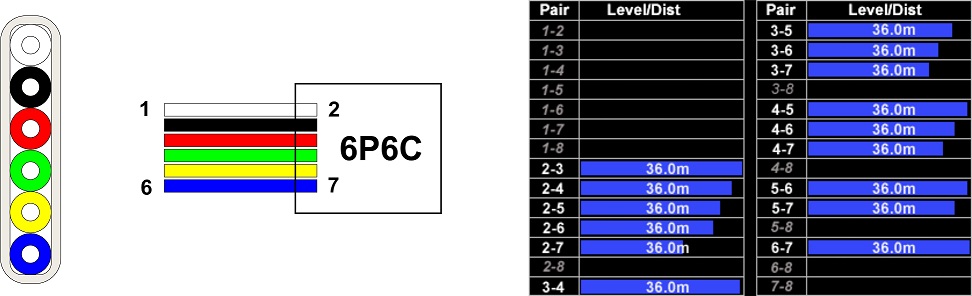 1 2
6P6C
6 7
Pair Level/Dist
1-2
1-3
1-4
1-5
1-6
1-7
1-8
2-3 36.0m
2-4 36.0m
2-5 36.0m
2-6 36.0m
2-7 36.0m
2-8
3-4 36.0m
Pair Level/Dist
3-5 36.0m
3-6 36.0m
3-7 36.0m
3-8
4-5 36.0m
4-6 36.0m
4-7 36.0m
4-8
5-6 36.0m
5-7 36.0m
5-8
6-7 36.0m
6-8
7-8